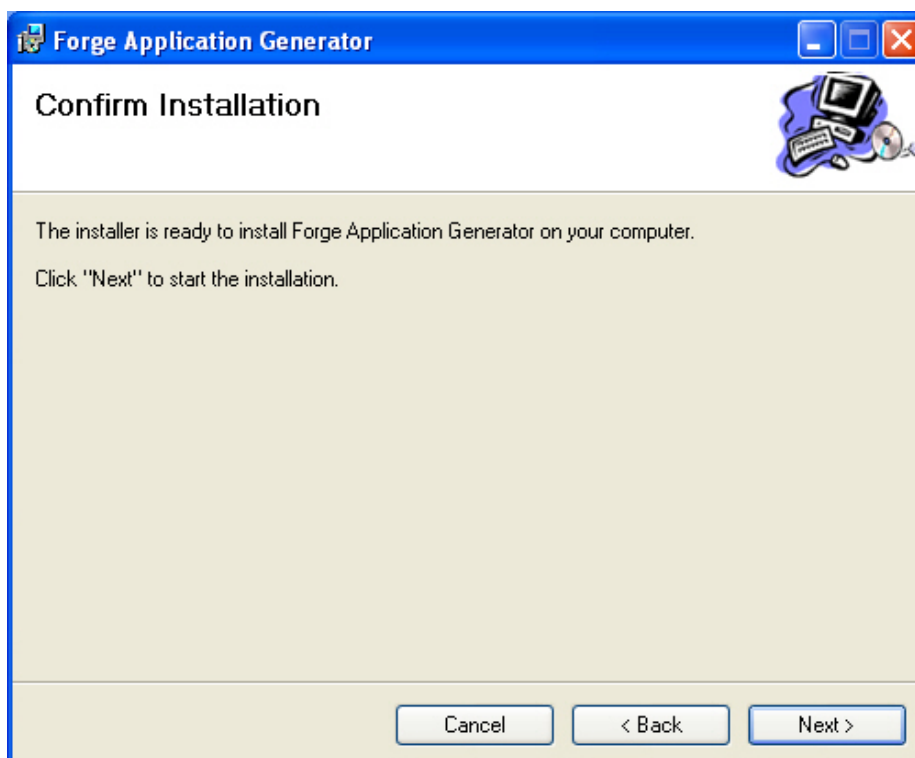 Forge Application Generator
Confirm Installation
The installer is ready to install Forge Application Generator on your computer.
Click "Next" to start the installation.
Cancel
< Back
Next >